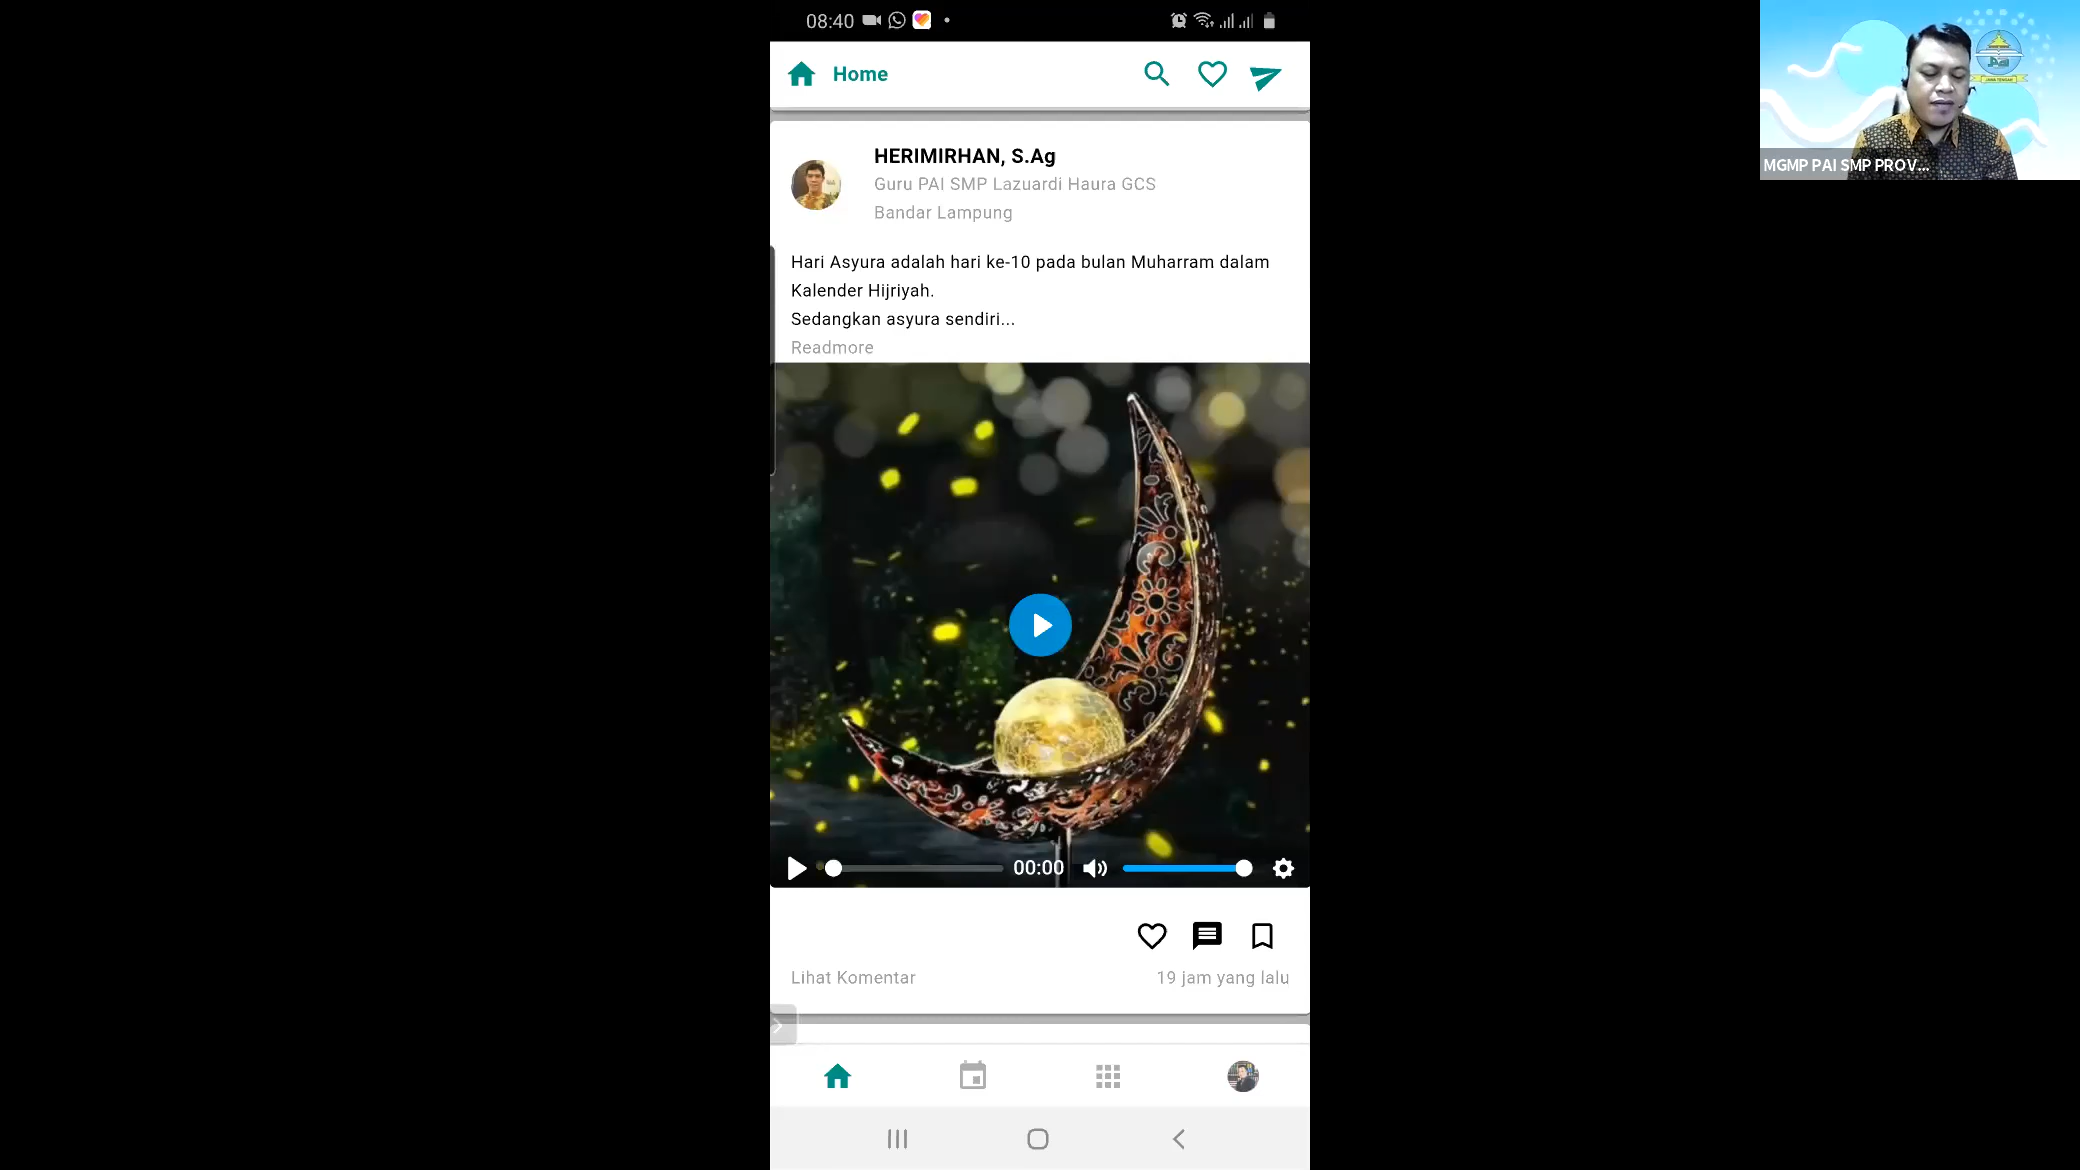 08:40
Home
HERIMIRHAN, S.Ag
Guru PAI SMP Lazuardi Haura GCS
Bandar Lampung
Hari Asyura adalah hari ke-10 pada bulan Muharram dalam
Kalender Hijriyah.
Sedangkan asyura sendiri...
Readmore
00:00
Lihat Komentar
19 jam yang lalu
MGMP PAI SMP PROV...